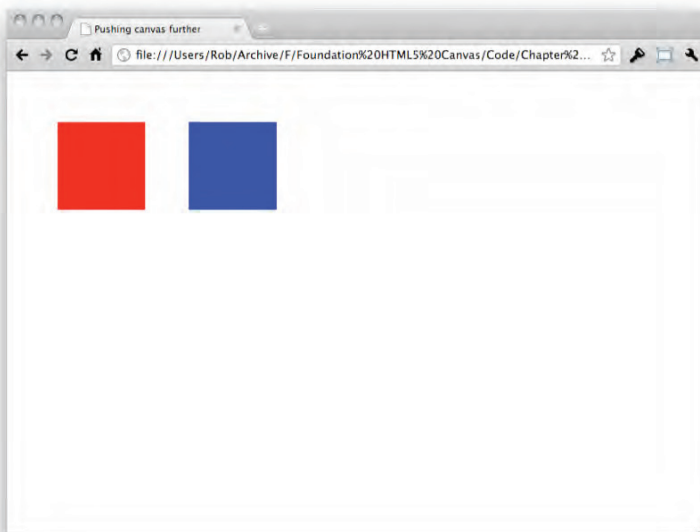 Pushing canvas further
file:///Users/Rob/Archive/F/Foundation%20HTML5%20Canvas/Code/Chapter%2...